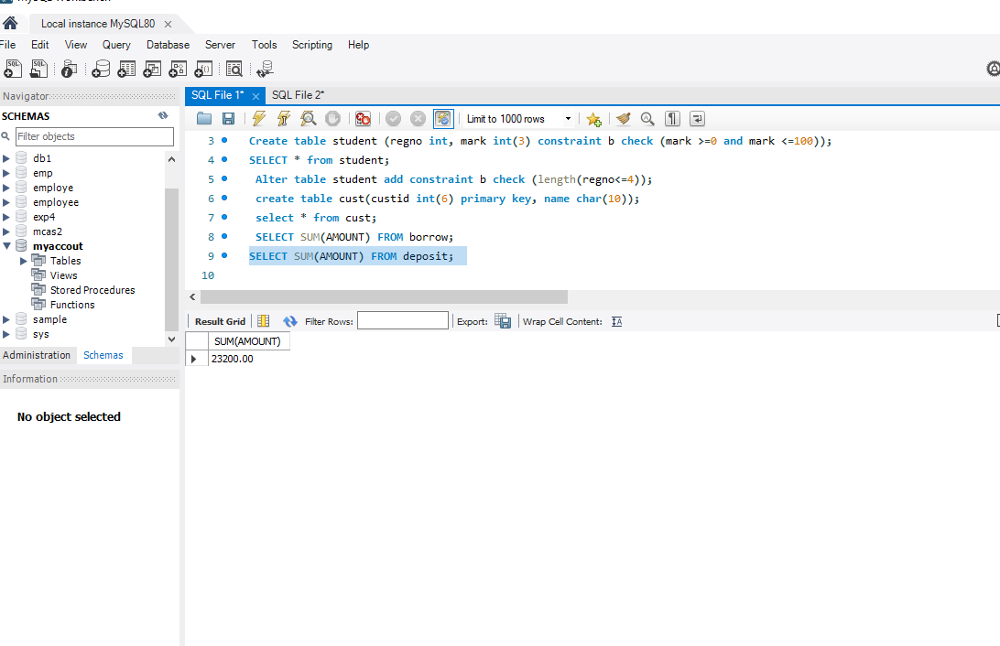 Local instance MySQL80 ×
File Edit View Query Database Server Tools Scripting Help
Navigator
SCHEMAS
Filter objects
db1
emp
employe
employee
exp4
mcas2
myaccout
Tables
Views
Stored Procedures
Functions
sample
sys
Administration Schemas
Information
No object selected
SQL File 1* × SQL File 2*
Limit to 1000 rows
3 Create table student (regno int, mark int(3) constraint b check (mark >=0 and mark <=100));
4 SELECT * from student;
5 Alter table student add constraint b check (length(regno<=4));
6 create table cust(custid int(6) primary key, name char(10));
7 select * from cust;
8 SELECT SUM(AMOUNT) FROM borrow;
9 SELECT SUM(AMOUNT) FROM deposit;
10
Result Grid Filter Rows: Export: Wrap Cell Content:
SUM(AMOUNT)
23200.00